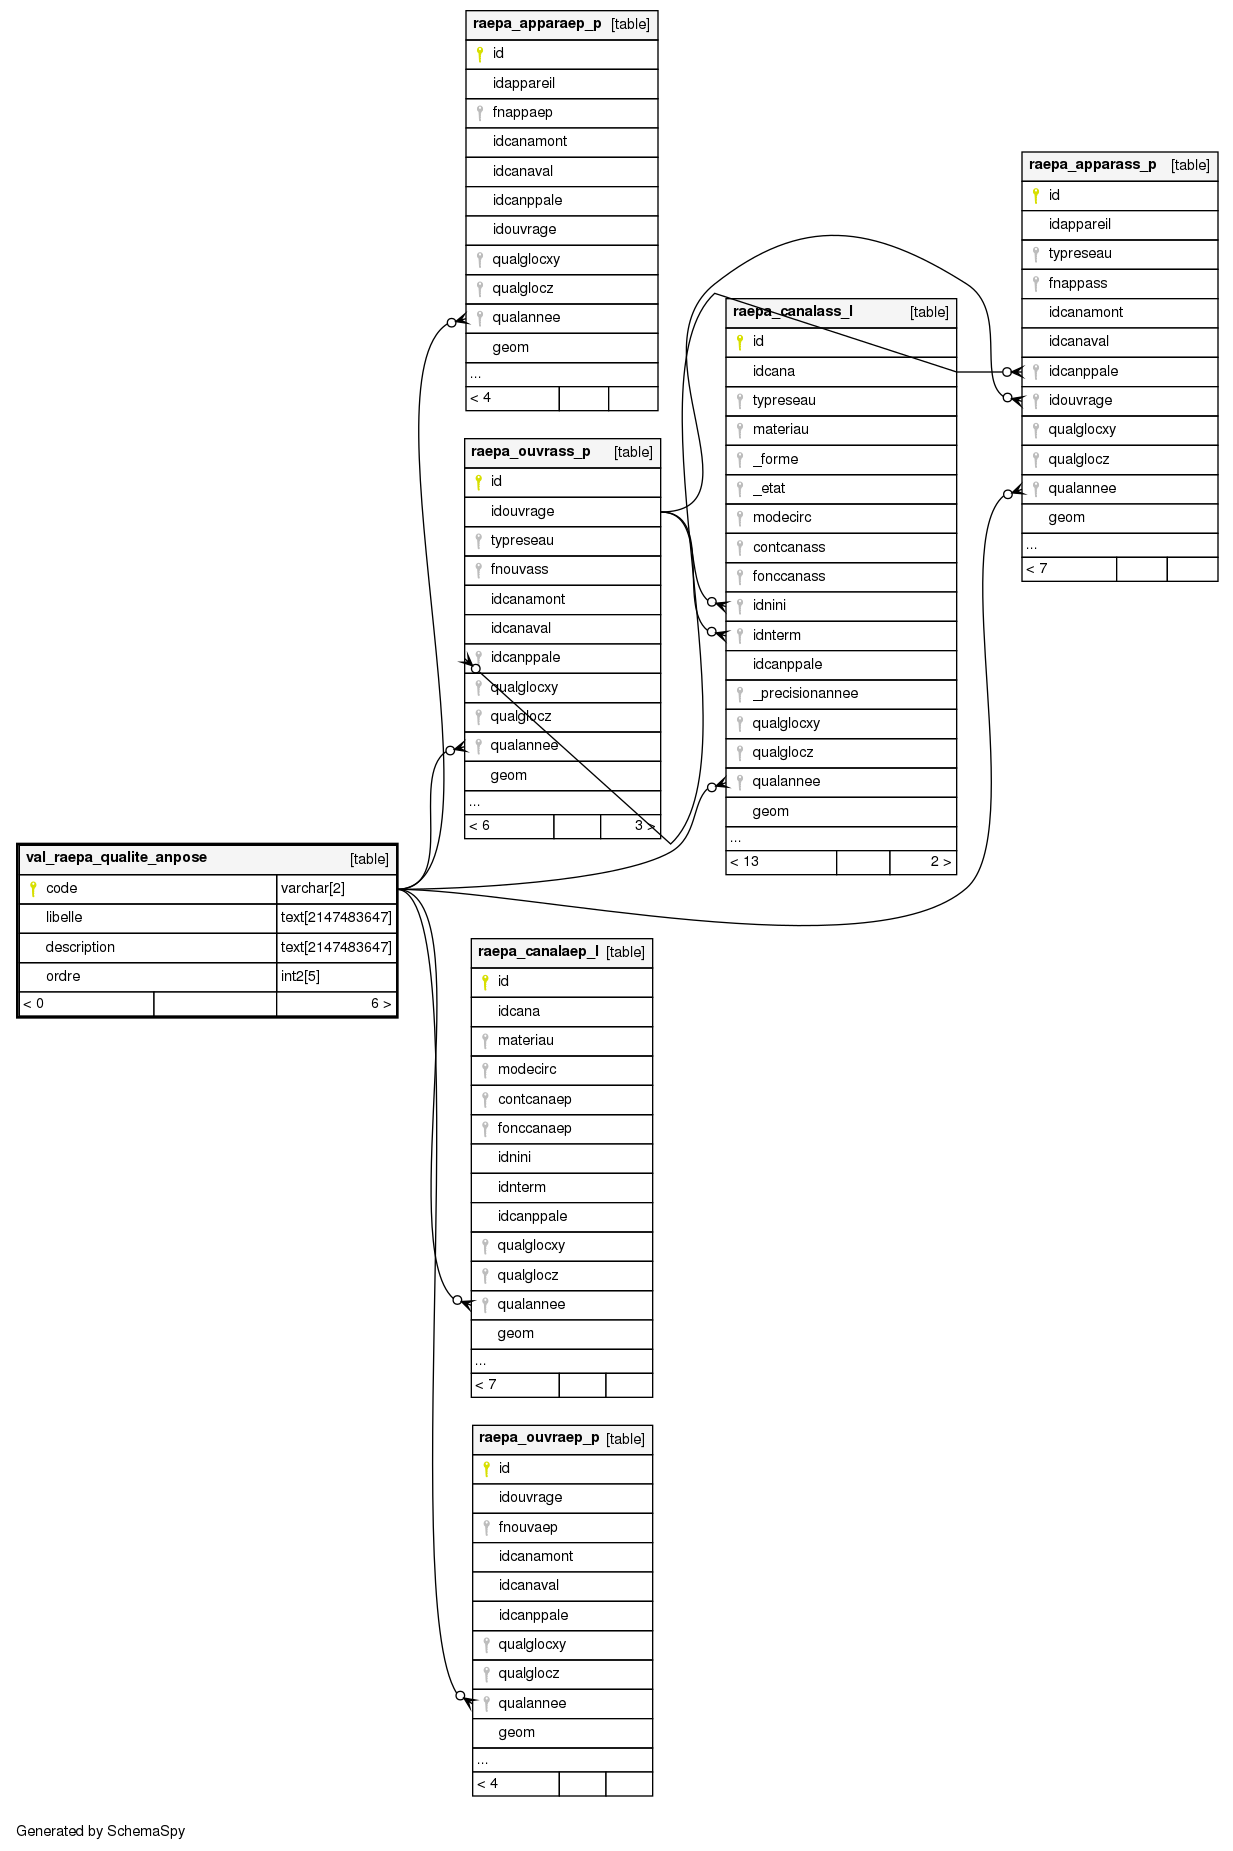 raepa_apparaep_p [table]
id
idappareil
fnappaep
idcanamont
idcanaval
idcanppale
idouvrage
qualglocxy
qualglocz
qualannee
geom
...
< 4
raepa_apparass_p [table]
id
idappareil
typreseau
fnappass
idcanamont
idcanaval
idcanppale
idouvrage
qualglocxy
qualglocz
qualannee
geom
...
< 7
raepa_canalass_l [table]
id
idcana
typreseau
materiau
_forme
_etat
modecirc
contcanass
fonccanass
idnini
idnterm
idcanppale
_precisionannee
qualglocxy
qualglocz
qualannee
geom
...
< 13 2 >
raepa_ouvrass_p [table]
id
idouvrage
typreseau
fnouvass
idcanamont
idcanaval
idcanppale
qualglocxy
qualglocz
qualannee
geom
...
< 6 3 >
val_raepa_qualite_anpose [table]
code varchar[2]
libelle text[2147483647]
description text[2147483647]
ordre int2[5]
< 0 6 >
raepa_canalaep_l [table]
id
idcana
materiau
modecirc
contcanaep
fonccanaep
idnini
idnterm
idcanppale
qualglocxy
qualglocz
qualannee
geom
...
< 7
raepa_ouvraep_p [table]
id
idouvrage
fnouvaep
idcanamont
idcanaval
idcanppale
qualglocxy
qualglocz
qualannee
geom
...
< 4
Generated by SchemaSpy